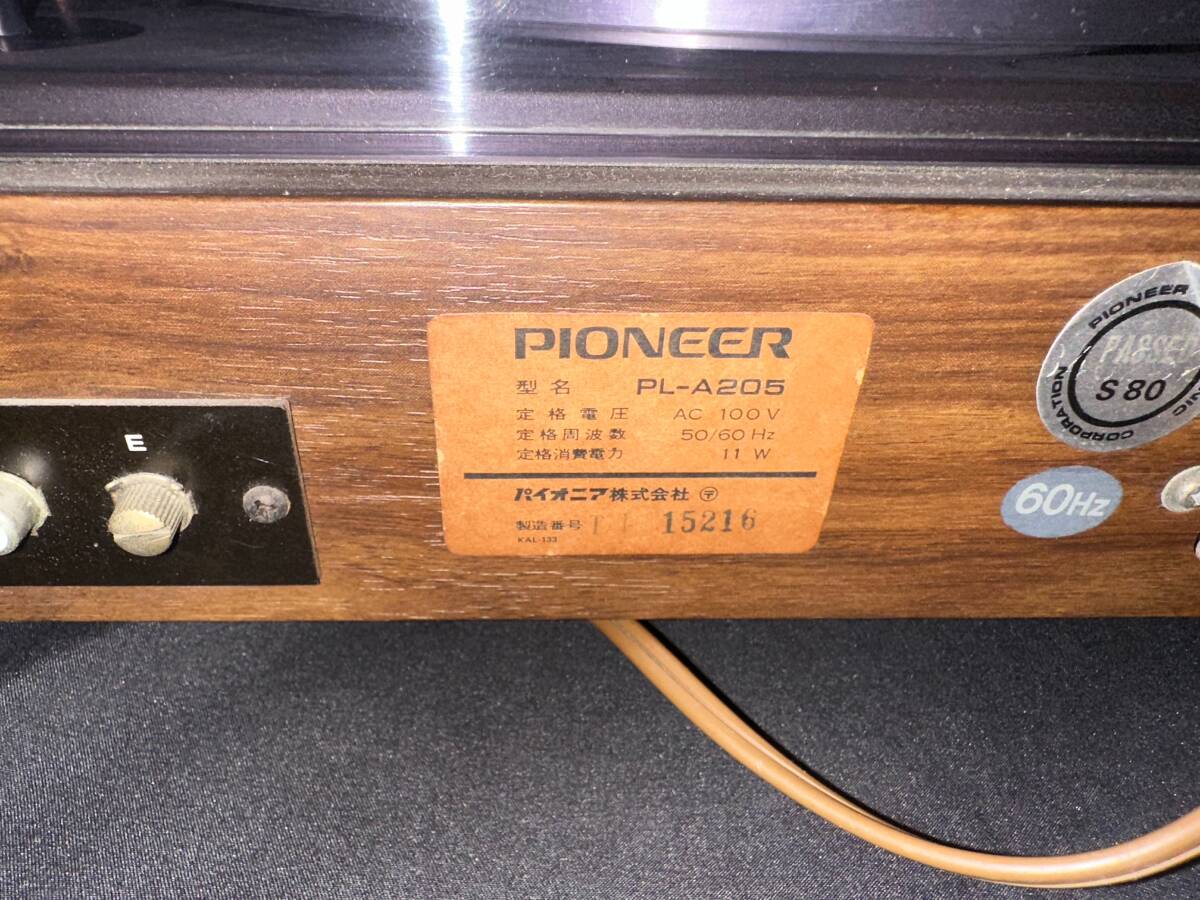 PIONEER
型名 PL-A205
定格電圧 AC 100V
定格周波数 50/60 Hz
定格消費電力 11 W
パイオニア株式会社 〶
製造番号 15216
KAL-133
E
PIONEER
PASSED
S 80
CORPORATION
60Hz